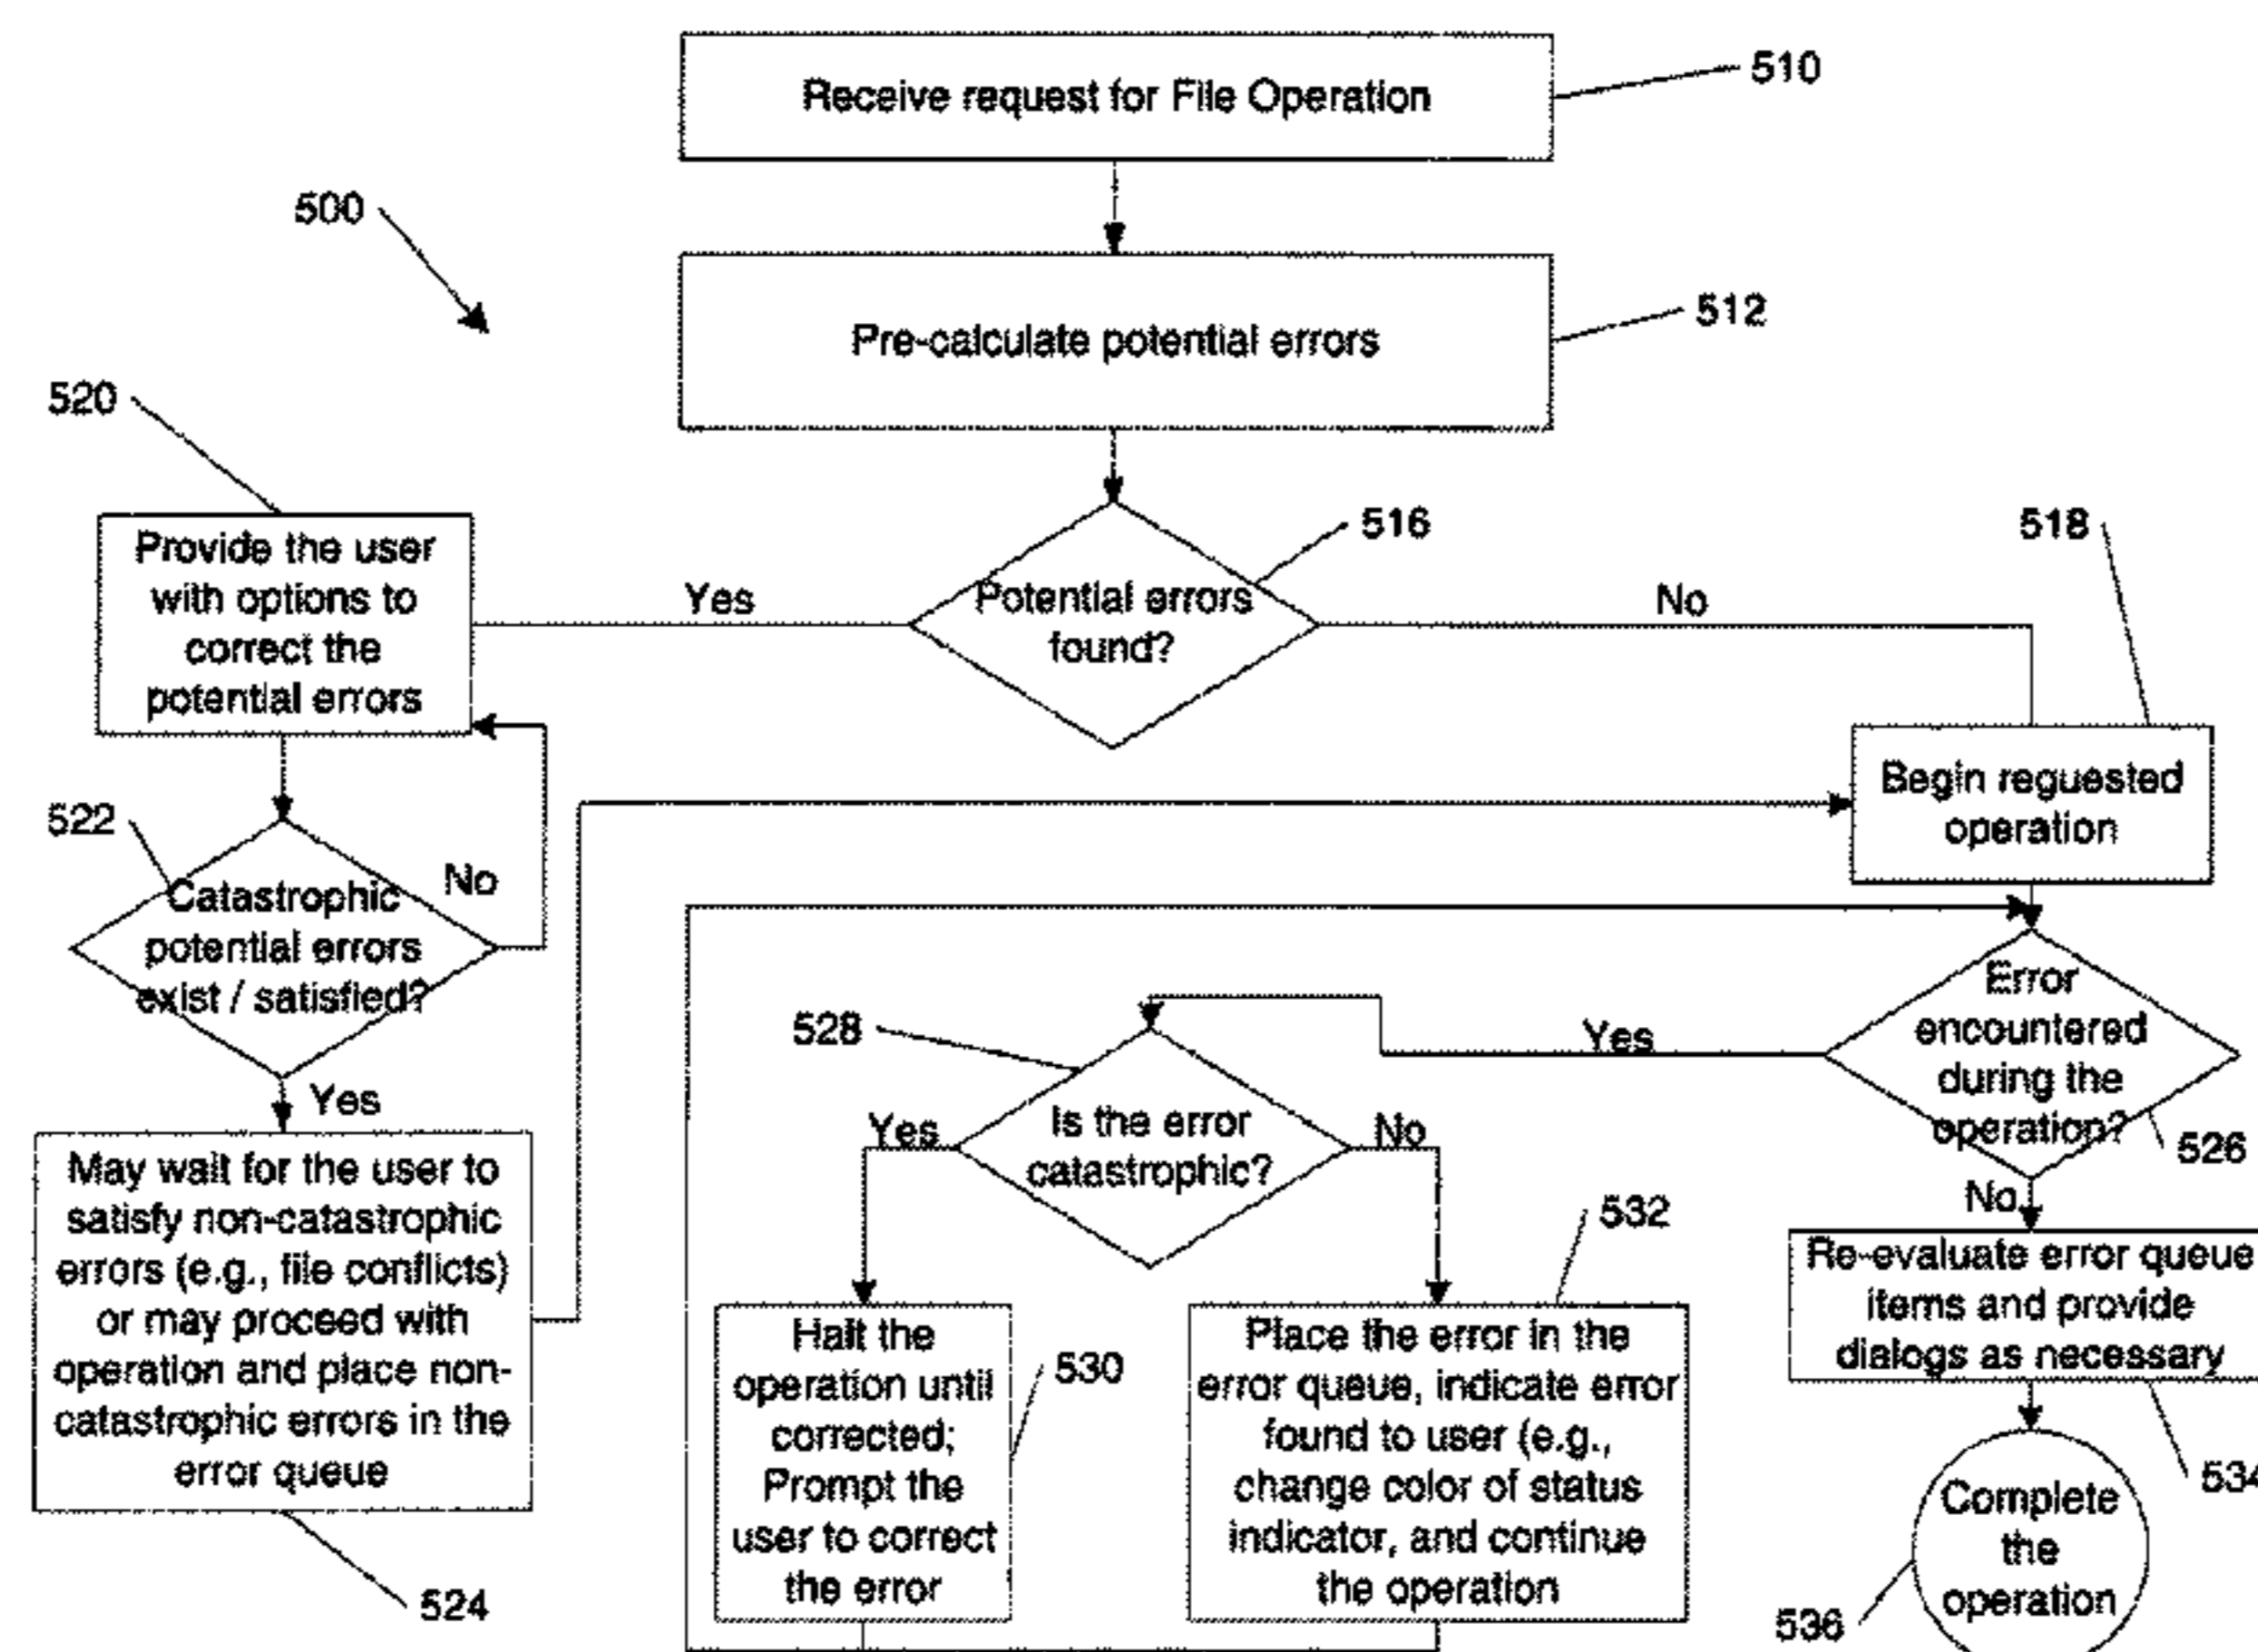 Receive request for File Operation
510
500
Pre-calculate potential errors
512
520
Provide the user
with options to
correct the
potential errors
Yes
Potential errors
found?
516
No
518
Begin reguested
operation
522
Catastrophic
potential errors
exist / satisfied?
No
Yes
May wait for the user to
satisfy non-catastrophic
errors (e.g., file conflicts)
or may proceed with
operation and place non-
catastrophic errors in the
error queue
524
Error
encountered
during the
operation?
526
Yes
No
528
Is the error
catastrophic?
Yes
No
Halt the
operation until
corrected;
Prompt the
user to correct
the error
530
532
Place the error in the
error queue, indicate error
found to user (e.g.,
change color of status
indicator, and continue
the operation
Re-evaluate error queue
items and provide
dialogs as necessary
534
Complete
the
operation
536